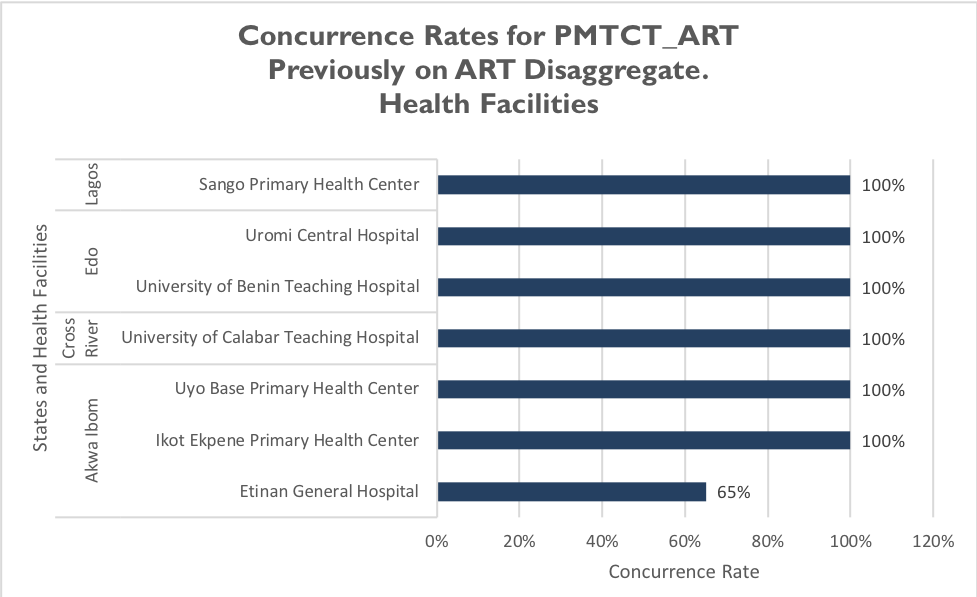 Concurrence Rates for PMTCT_ART
Previously on ART Disaggregate.
Health Facilities
States and Health Facilities
Lagos
Sango Primary Health Center
100%
Edo
Uromi Central Hospital
100%
University of Benin Teaching Hospital
100%
Cross
River
University of Calabar Teaching Hospital
100%
Akwa Ibom
Uyo Base Primary Health Center
100%
Ikot Ekpene Primary Health Center
100%
Etinan General Hospital
65%
0% 20% 40% 60% 80% 100% 120%
Concurrence Rate